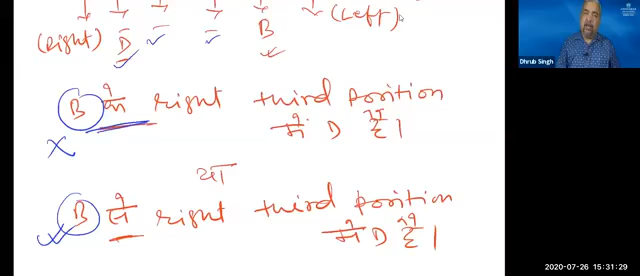 (Right) D B (Left)
B के right third position
में D है।
या
B से right third position
में D है।
Dhrub Singh
2020-07-26 15:31:29